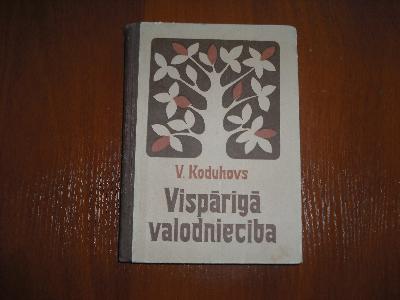 V. Koduhovs
Vispārīgā
valodniecība